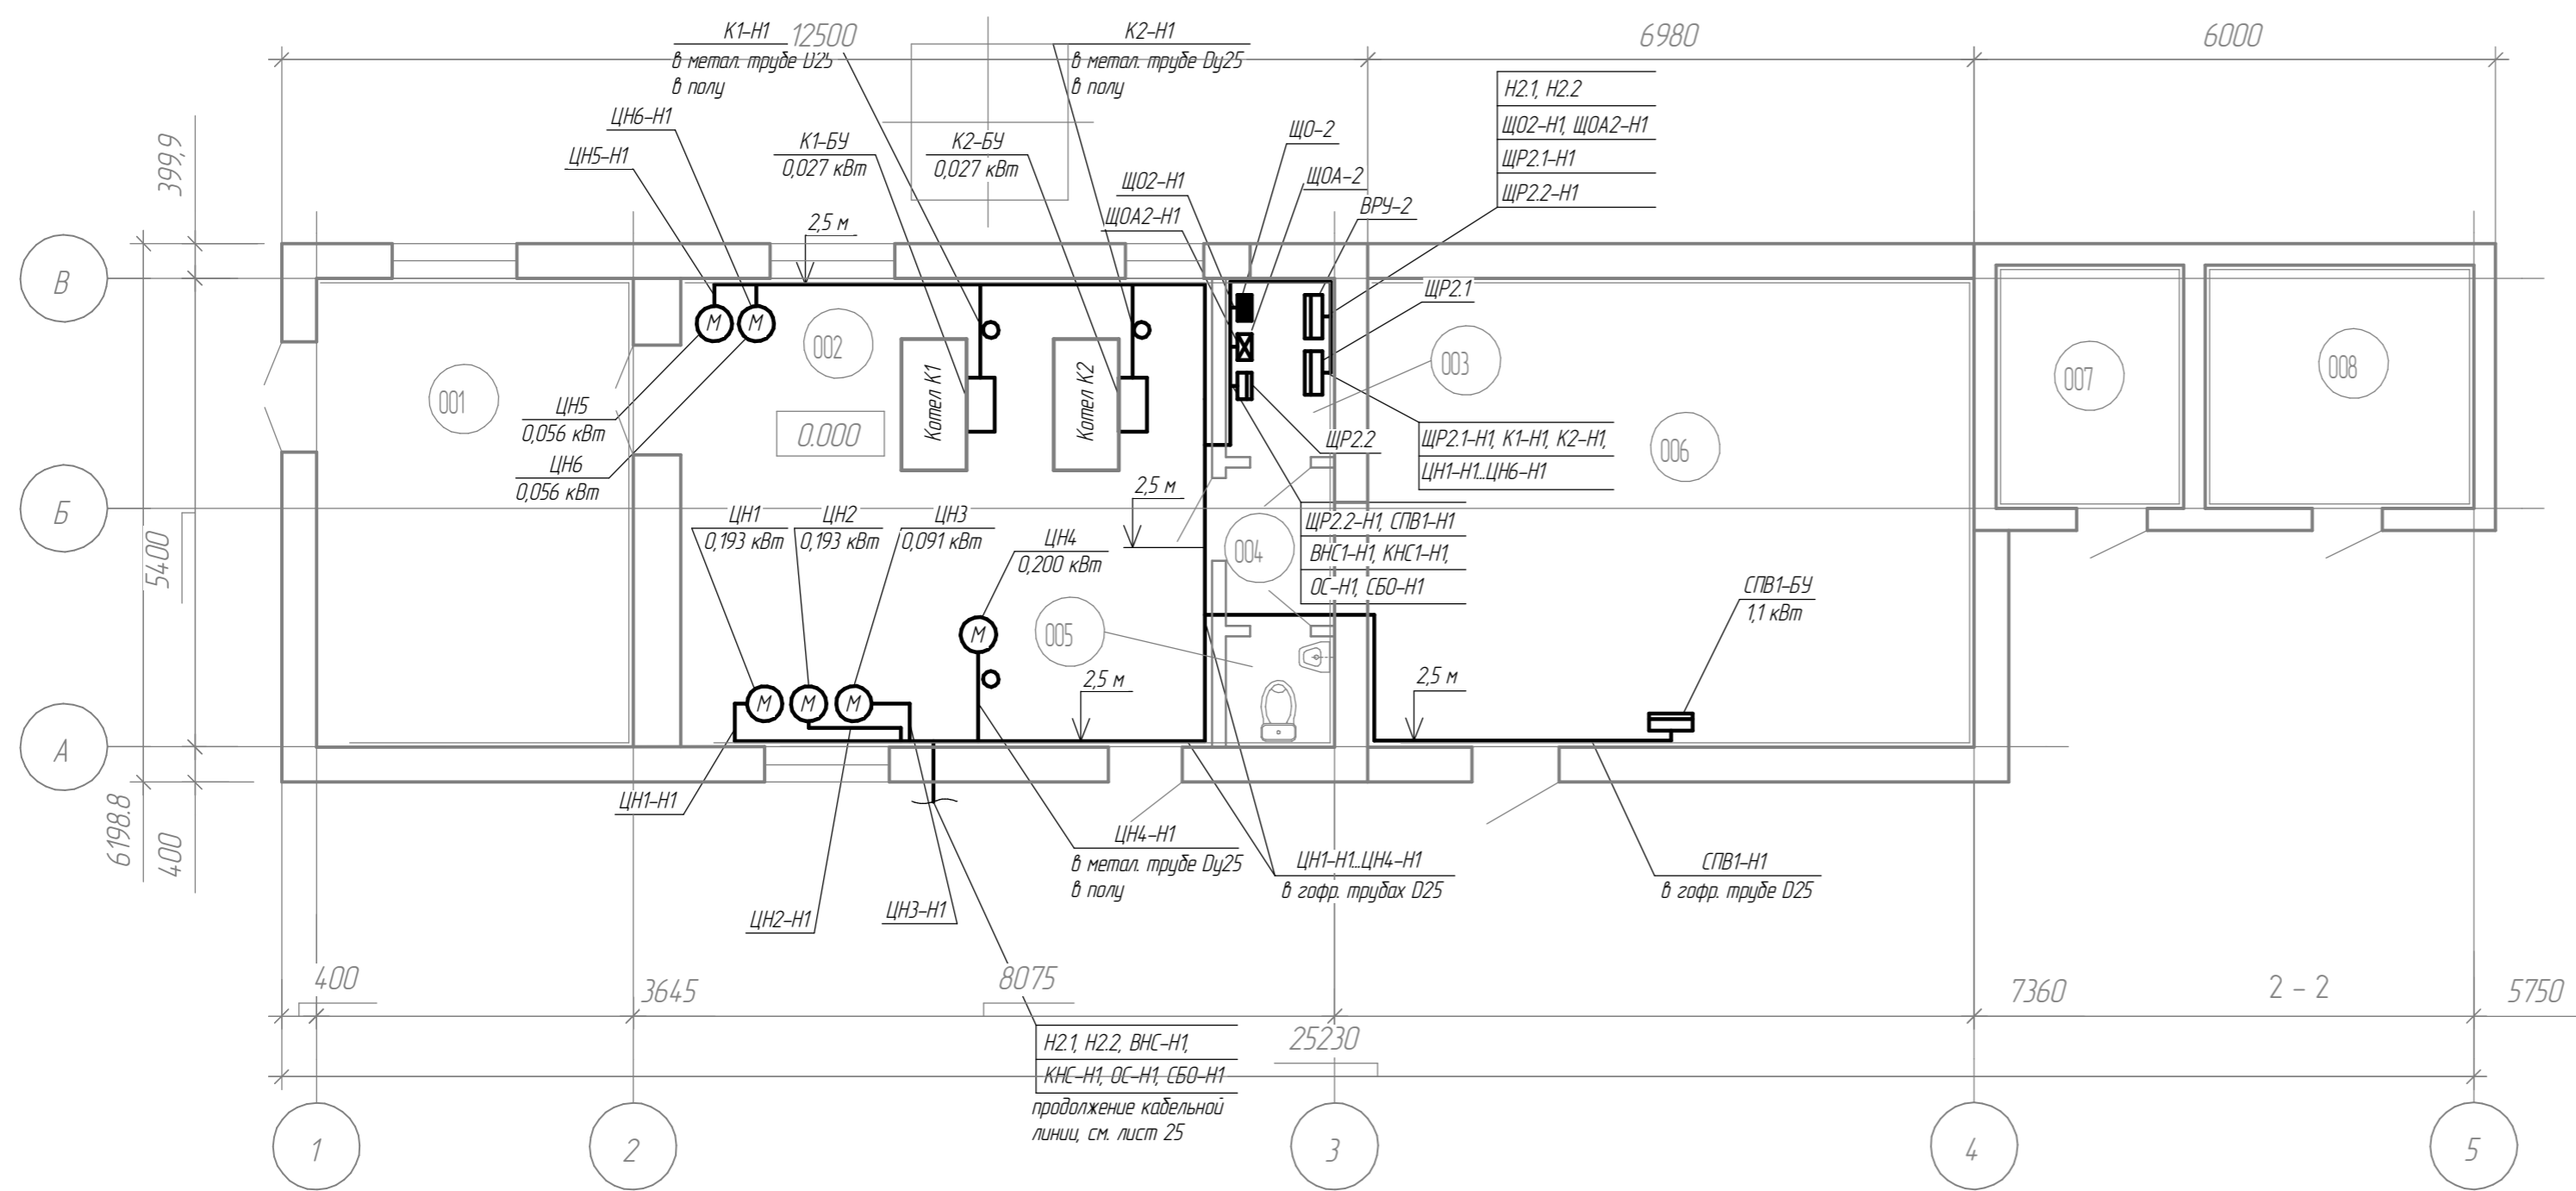 К1-Н1
в метал. трубе D25
в полу
12500
К2-Н1
в метал. трубе Dy25
в полу
6980
6000
Н2.1, Н2.2
ЩО2-Н1, ЩОА2-Н1
ЩР2.1-Н1
ЩР2.2-Н1
ЦН6-Н1
ЦН5-Н1
К1-БУ
0,027 кВт
К2-БУ
0,027 кВт
ЩО-2
ЩОА-2
ЩО2-Н1
ЩОА2-Н1
ВРУ-2
399,9
2,5 м
В
ЩР2.1
М
М
002
003
001
007
008
Котел К1
Котел К2
ЦН5
0,056 кВт
ЦН6
0,056 кВт
0.000
ЩР2.2
ЩР2.1-Н1, К1-Н1, К2-Н1,
ЦН1-Н1...ЦН6-Н1
006
Б
5400
2,5 м
ЦН1
0,193 кВт
ЦН2
0,193 кВт
ЦН3
0,091 кВт
ЦН4
0,200 кВт
ЩР2.2-Н1, СПВ1-Н1
ВНС1-Н1, КНС1-Н1,
ОС-Н1, СБО-Н1
004
005
СПВ1-БУ
1,1 кВт
М
М
М
М
2,5 м
2,5 м
А
6198.8
400
ЦН1-Н1
ЦН4-Н1
в метал. трубе Dy25
в полу
ЦН1-Н1...ЦН4-Н1
в гофр. трубах D25
СПВ1-Н1
в гофр. трубе D25
ЦН2-Н1
ЦН3-Н1
400
3645
8075
7360
2 - 2
5750
25230
Н2.1, Н2.2, ВНС-Н1,
КНС-Н1, ОС-Н1, СБО-Н1
продолжение кабельной
линии, см. лист 25
1
2
3
4
5